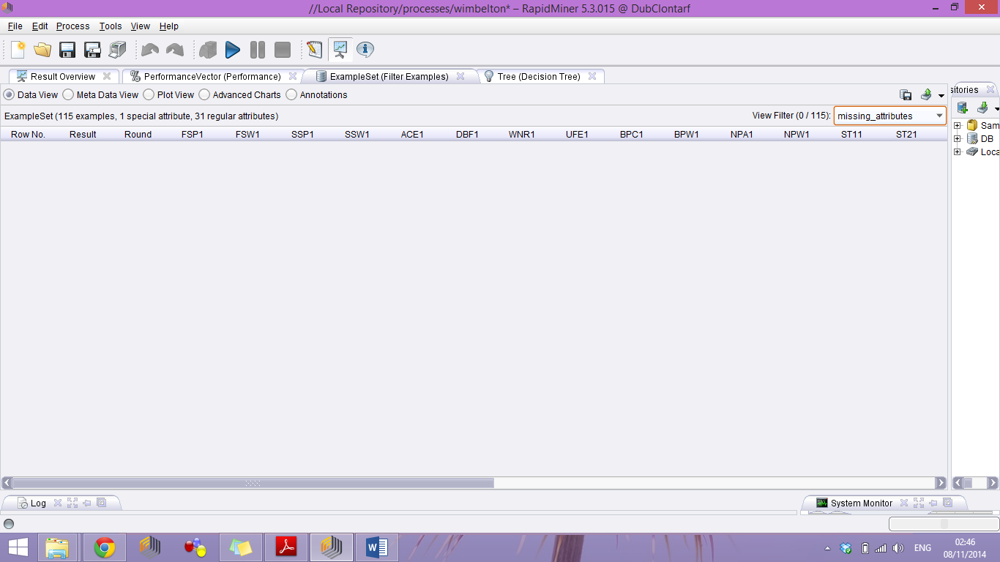 //Local Repository/processes/wimbelton* – RapidMiner 5.3.015 @ DubClontarf
File Edit Process Tools View Help
Result Overview PerformanceVector (Performance) ExampleSet (Filter Examples) Tree (Decision Tree)
sitories
Data View Meta Data View Plot View Advanced Charts Annotations
ExampleSet (115 examples, 1 special attribute, 31 regular attributes) View Filter (0 / 115): missing_attributes
Row No. Result Round FSP1 FSW1 SSP1 SSW1 ACE1 DBF1 WNR1 UFE1 BPC1 BPW1 NPA1 NPW1 ST11 ST21
Sam
DB
Loca
Log System Monitor
ENG
02:46
08/11/2014